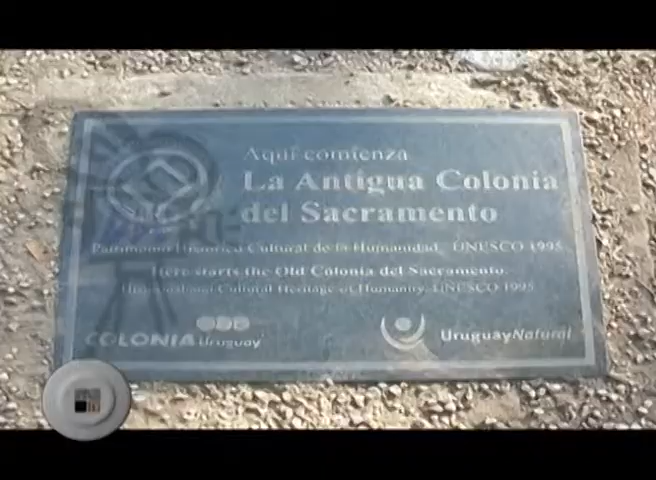 Aquí comienza
La Antigua Colonia
del Sacramento
Patrimonio Histórico Cultural de la Humanidad. UNESCO 1995
Here starts the Old Colonia del Sacramento.
Historical and Cultural Heritage of Humanity. UNESCO 1995
COLONIA Uruguay
UruguayNatural